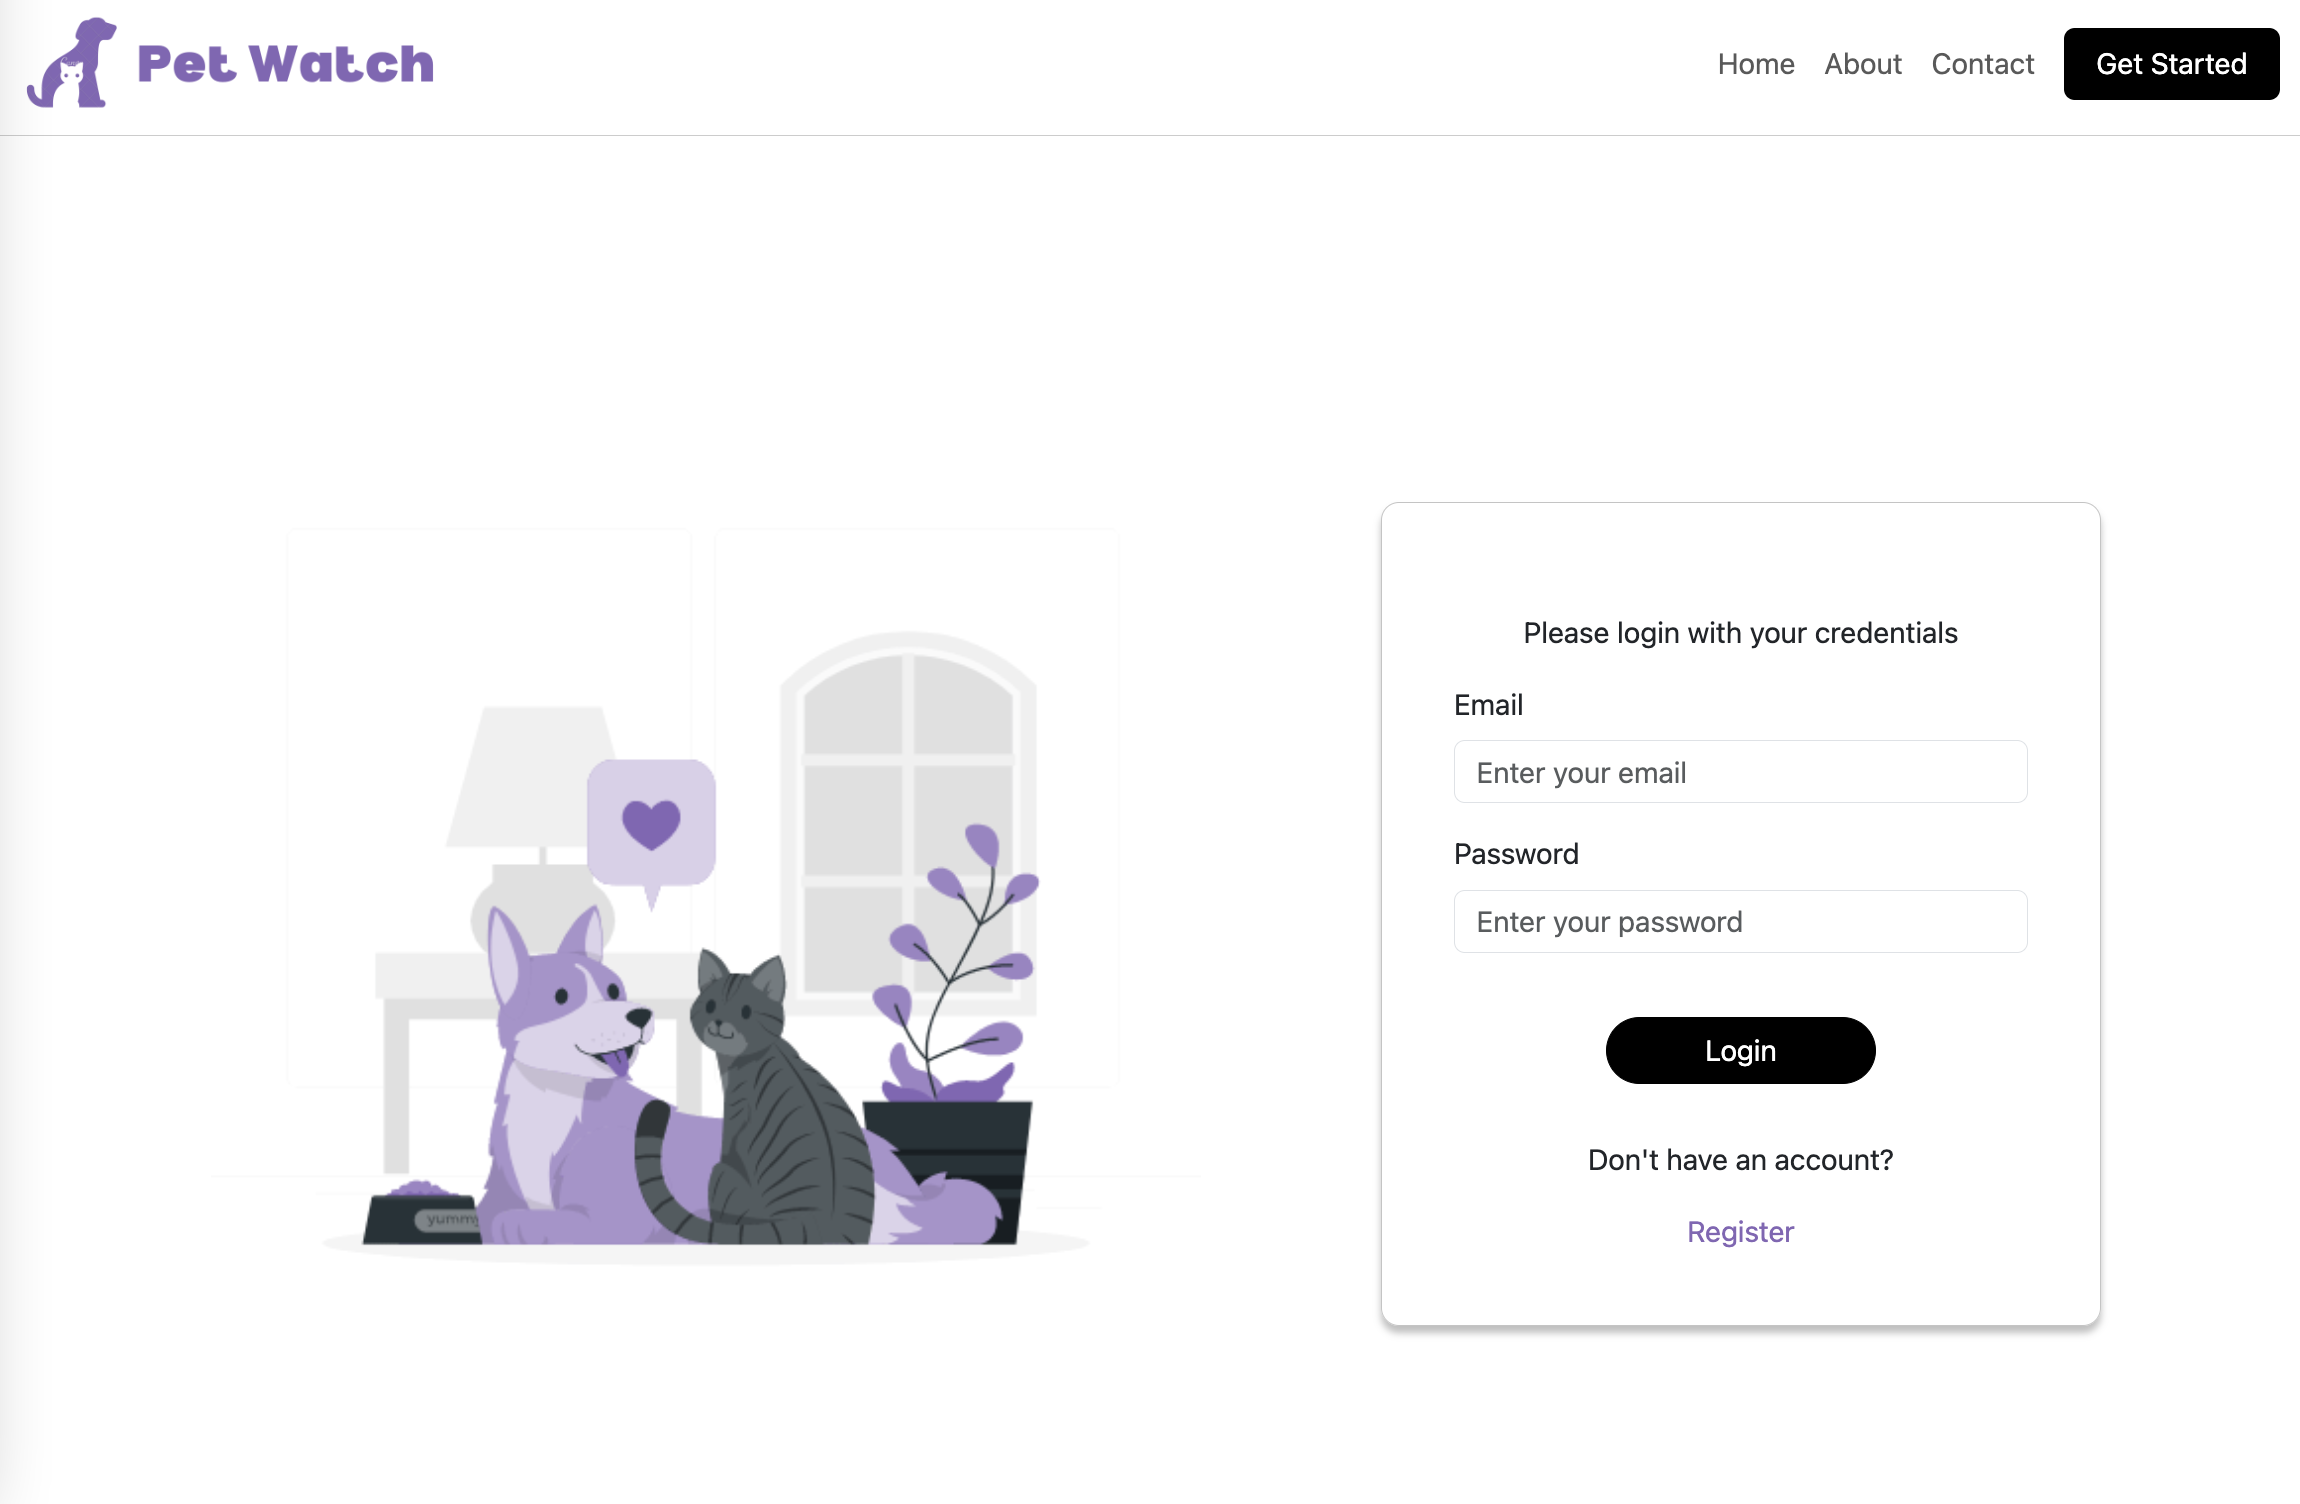 Pet Watch
Home About Contact Get Started
Please login with your credentials
Email
Enter your email
Password
Enter your password
Login
Don't have an account?
Register
yummy